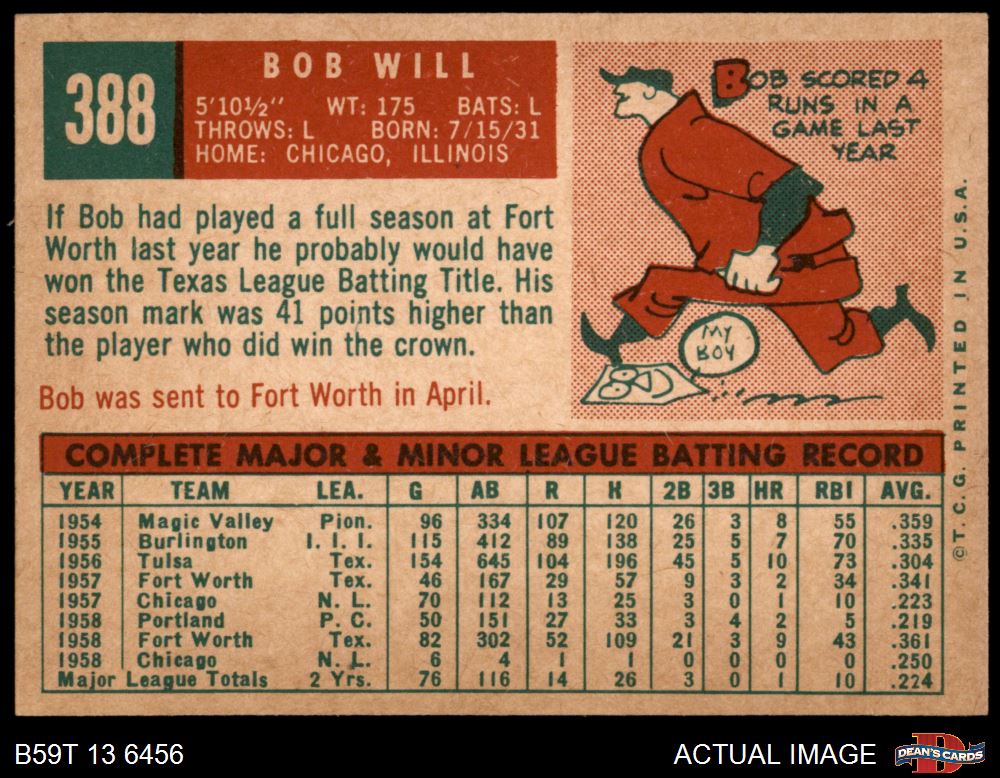 388
BOB WILL
5'10½" WT: 175 BATS: L
THROWS: L BORN: 7/15/31
HOME: CHICAGO, ILLINOIS
BOB SCORED 4
RUNS IN A
GAME LAST
YEAR
MY
BOY
If Bob had played a full season at Fort
Worth last year he probably would have
won the Texas League Batting Title. His
season mark was 41 points higher than
the player who did win the crown.
Bob was sent to Fort Worth in April.
COMPLETE MAJOR & MINOR LEAGUE BATTING RECORD
YEAR TEAM LEA. G AB R H 2B 3B HR RBI AVG.
1954 Magic Valley Pion. 96 334 107 120 26 3 8 55 .359
1955 Burlington I. I. I. 115 412 89 138 25 5 7 70 .335
1956 Tulsa Tex. 154 645 104 196 45 5 10 73 .304
1957 Fort Worth Tex. 46 167 29 57 9 3 2 34 .341
1957 Chicago N. L. 70 112 13 25 3 0 1 10 .223
1958 Portland P. C. 50 151 27 33 3 4 2 5 .219
1958 Fort Worth Tex. 82 302 52 109 21 3 9 43 .361
1958 Chicago N. L. 6 4 1 1 0 0 0 0 .250
Major League Totals 2 Yrs. 76 116 14 26 3 0 1 10 .224
© T. C. G. PRINTED IN U.S.A.
B59T 13 6456
ACTUAL IMAGE
DEAN'S CARDS